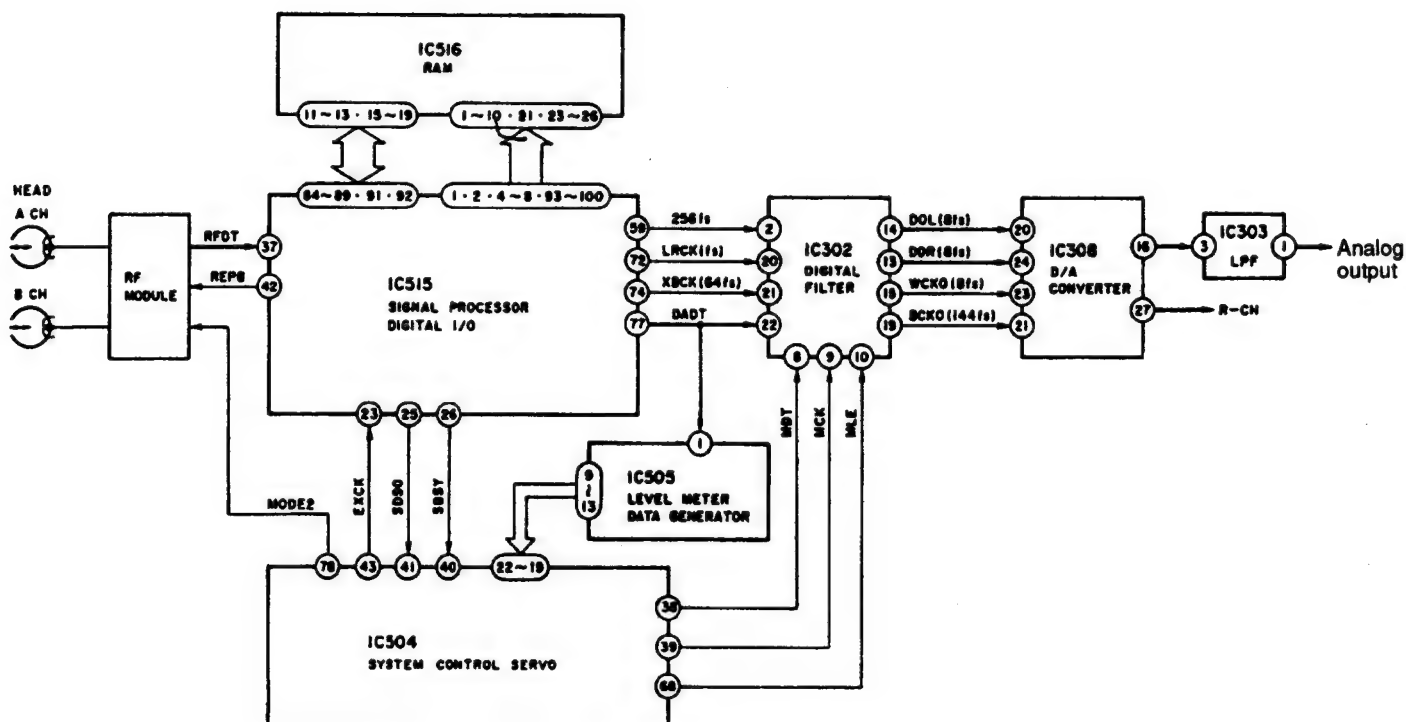 IC516
RAM
11~13・15~19
1~10・21・23~26
84~89・91・92
1・2・4~8・93~100
HEAD
A CH
B CH
RF
MODULE
RFDT
REPB
37
42
IC515
SIGNAL PROCESSOR
DIGITAL I/O
59
72
74
77
256fs
LRCK(fs)
XBCK(64fs)
DADT
2
20
21
22
IC302
DIGITAL
FILTER
14
13
15
19
8
9
10
DOL(8fs)
DOR(8fs)
WCKO(8fs)
BCKO(144fs)
20
24
23
21
IC308
D/A
CONVERTER
16
27
3
IC303
LPF
1
Analog
output
R-CH
23
25
26
EXCK
SDSO
SBSY
MODE2
1
9
~
13
IC505
LEVEL METER
DATA GENERATOR
MDT
MCK
MLE
78
43
41
40
22~19
38
39
68
IC504
SYSTEM CONTROL SERVO